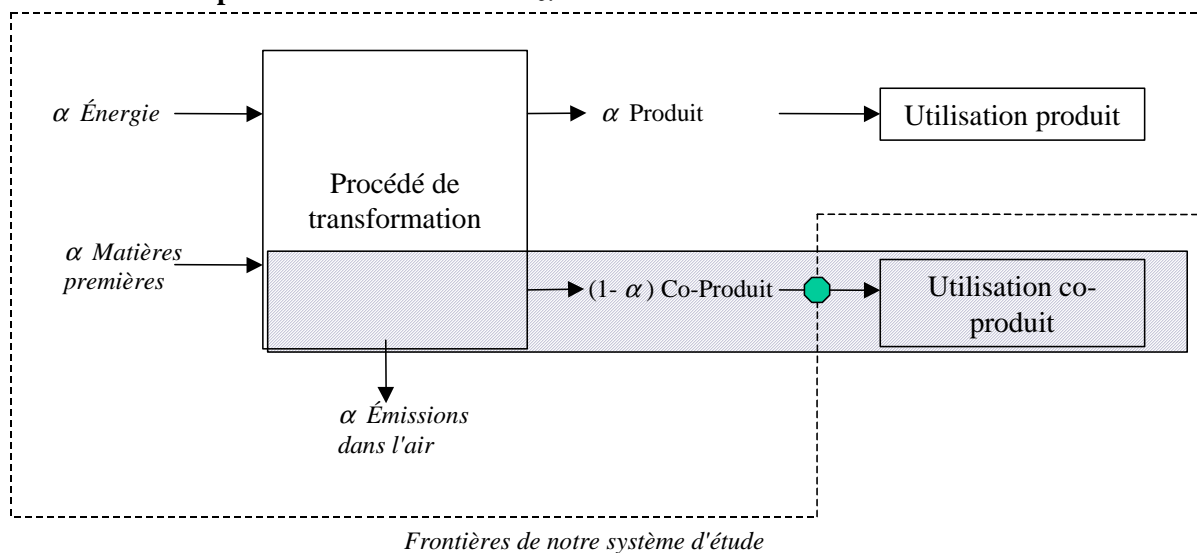 α Énergie
α Produit
Utilisation produit
Procédé de
transformation
α Matières
premières
(1- α) Co-Produit
Utilisation co-
produit
α Émissions
dans l'air
Frontières de notre système d'étude